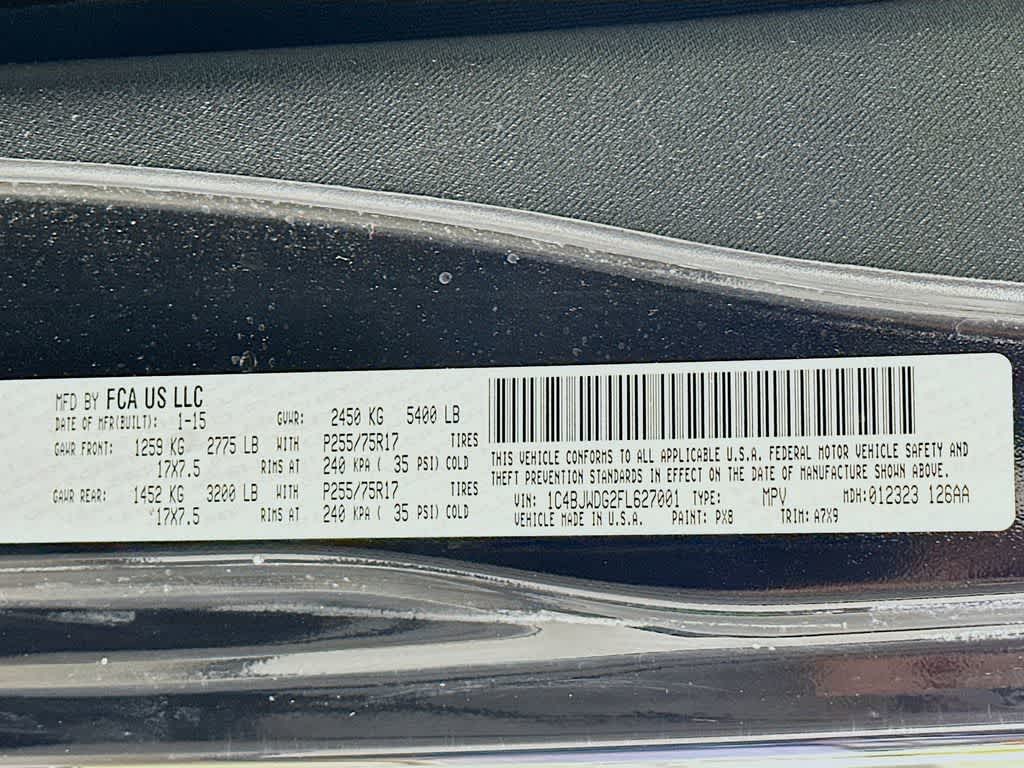 MFD BY FCA US LLC
DATE OF MFR(BUILT): 1-15 GVWR: 2450 KG 5400 LB
GAWR FRONT: 1259 KG 2775 LB WITH P255/75R17 TIRES
17X7.5 RIMS AT 240 KPA ( 35 PSI) COLD
GAWR REAR: 1452 KG 3200 LB WITH P255/75R17 TIRES
17X7.5 RIMS AT 240 KPA ( 35 PSI) COLD
THIS VEHICLE CONFORMS TO ALL APPLICABLE U.S.A. FEDERAL MOTOR VEHICLE SAFETY AND
THEFT PREVENTION STANDARDS IN EFFECT ON THE DATE OF MANUFACTURE SHOWN ABOVE.
VIN: 1C4BJWDG2FL627001 TYPE: MPV MDH:012323 126AA
VEHICLE MADE IN U.S.A. PAINT: PX8 TRIM: A7X9